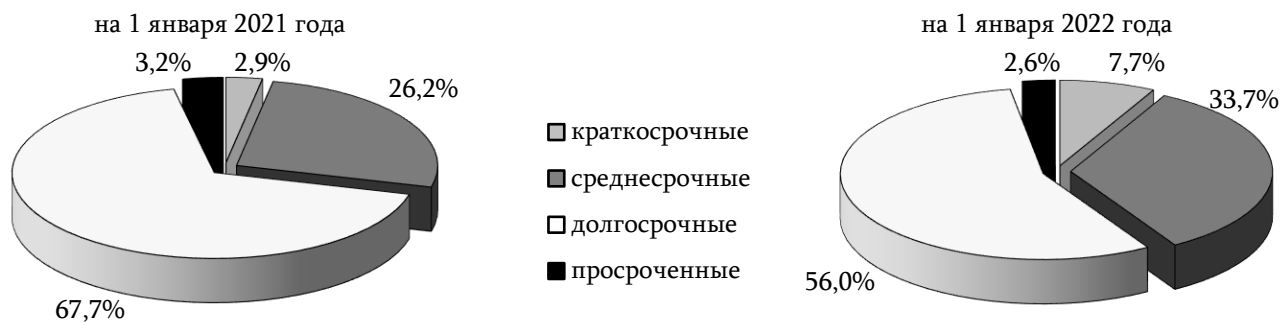 на 1 января 2021 года
3,2%
2,9%
26,2%
67,7%
краткосрочные
среднесрочные
долгосрочные
просроченные
на 1 января 2022 года
2,6%
7,7%
33,7%
56,0%